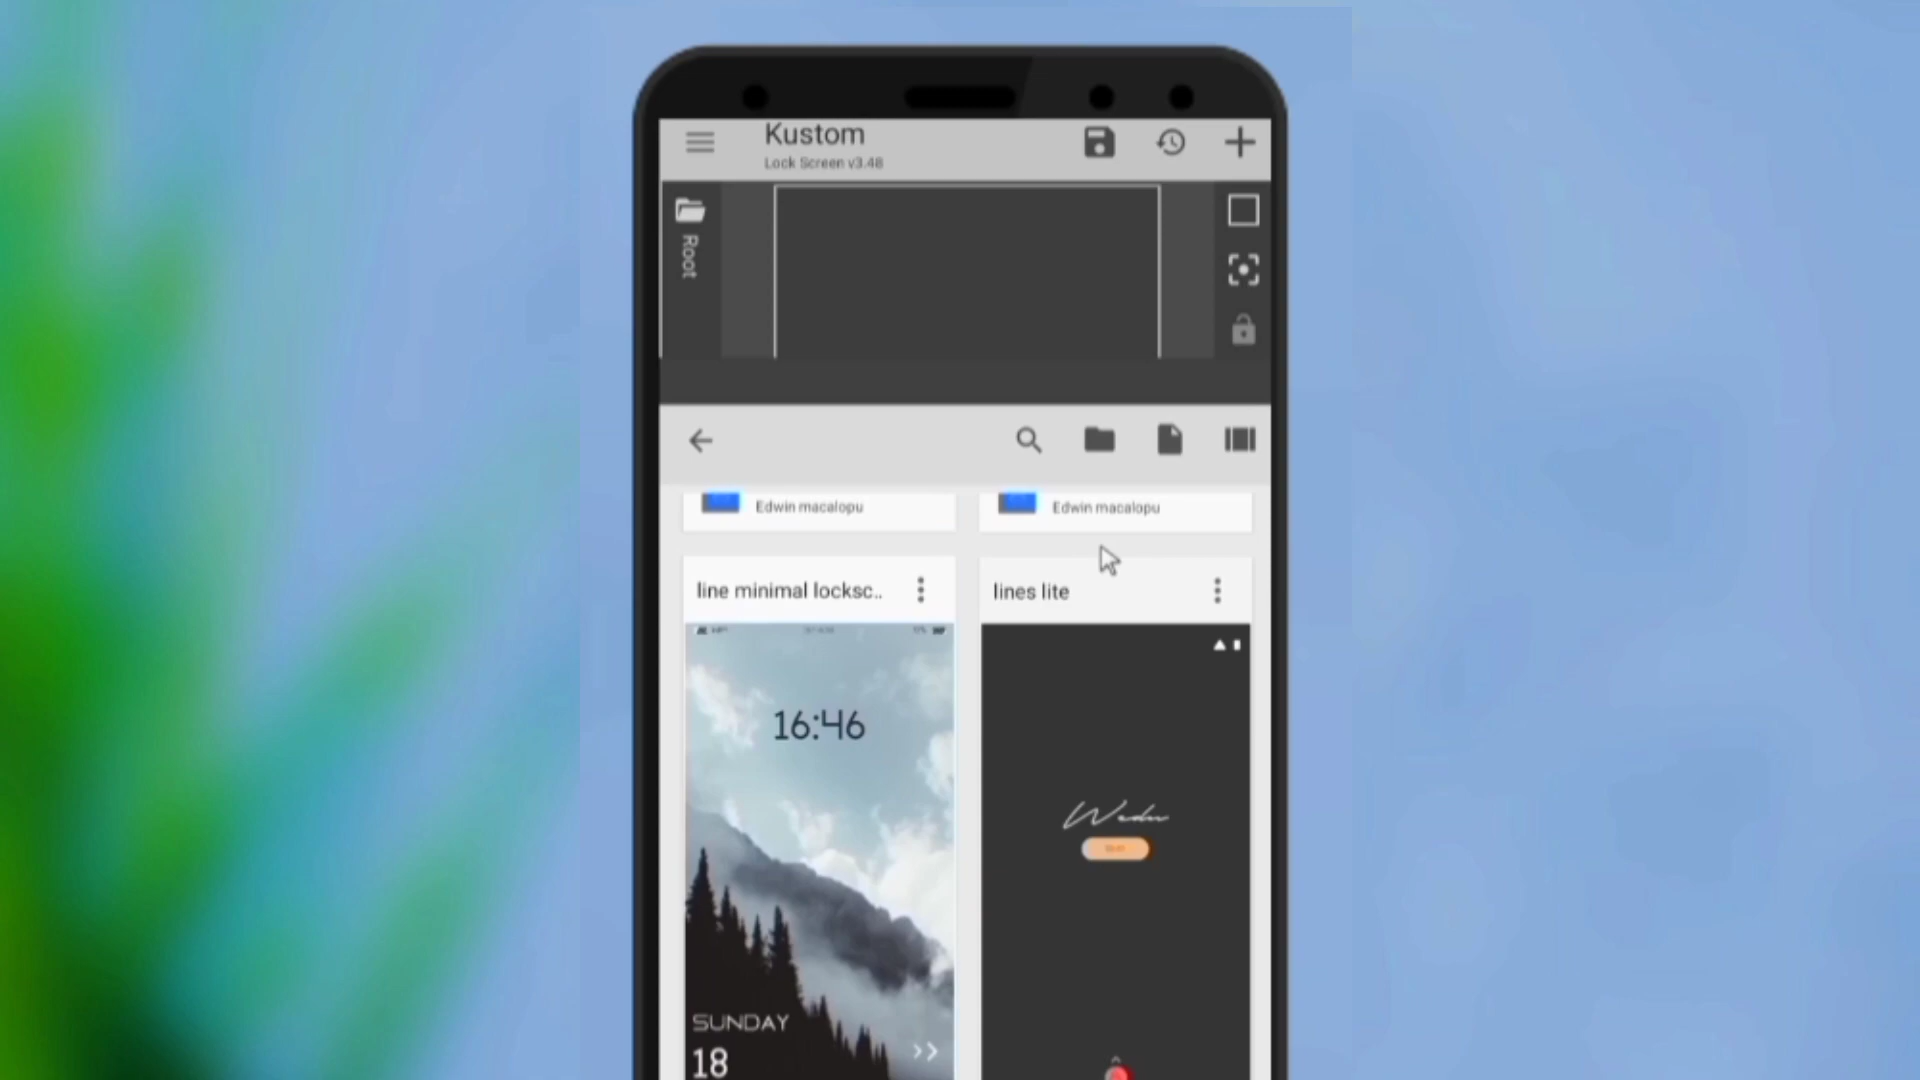 Kustom
Lock Screen v3.48
Root
Edwin macalopu
Edwin macalopu
line minimal locksc..
lines lite
16:46
Wedn
SUNDAY
18